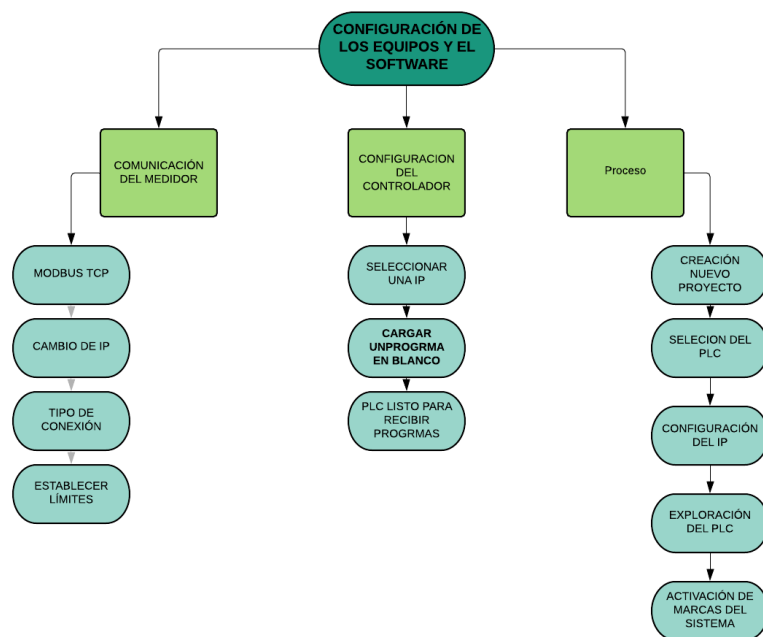 CONFIGURACIÓN DE
LOS EQUIPOS Y EL
SOFTWARE
COMUNICACIÓN
DEL MEDIDOR
CONFIGURACION
DEL
CONTROLADOR
Proceso
MODBUS TCP
CAMBIO DE IP
TIPO DE
CONEXIÓN
ESTABLECER
LÍMITES
SELECCIONAR
UNA IP
CARGAR
UNPROGRMA
EN BLANCO
PLC LISTO PARA
RECIBIR
PROGRMAS
CREACIÓN
NUEVO
PROYECTO
SELECION DEL
PLC
CONFIGURACIÓN
DEL IP
EXPLORACIÓN
DEL PLC
ACTIVACIÓN DE
MARCAS DEL
SISTEMA